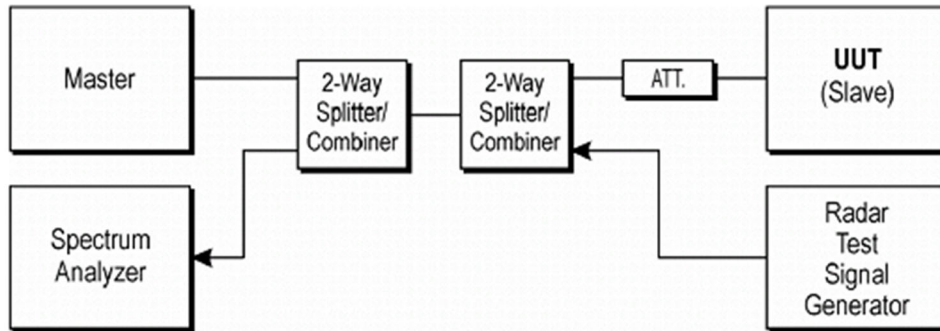 Master
2-Way
Splitter/
Combiner
2-Way
Splitter/
Combiner
ATT.
UUT
(Slave)
Spectrum
Analyzer
Radar
Test
Signal
Generator